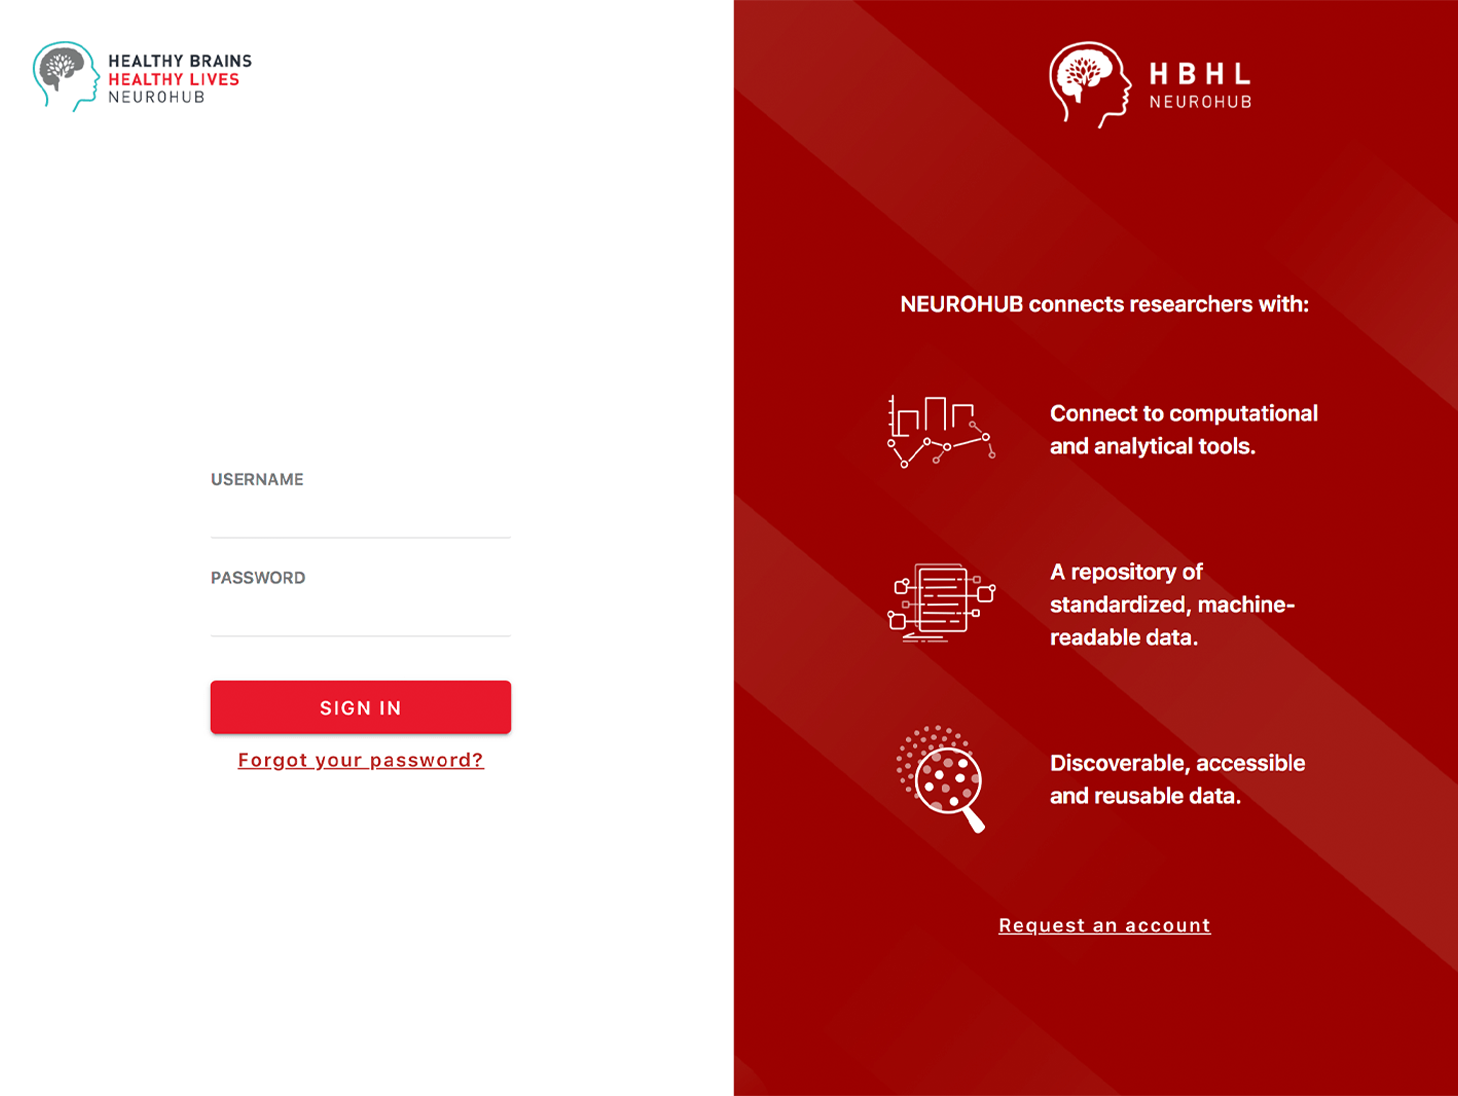 HEALTHY BRAINS
HEALTHY LIVES
NEUROHUB
USERNAME
PASSWORD
SIGN IN
Forgot your password?
HBHL
NEUROHUB
NEUROHUB connects researchers with:
Connect to computational
and analytical tools.
A repository of
standardized, machine-
readable data.
Discoverable, accessible
and reusable data.
Request an account